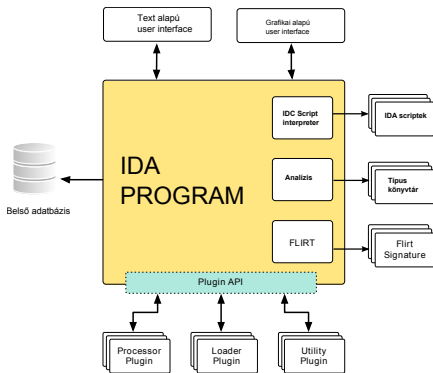 Text alapú
user interface
Grafikai alapú
user interface
IDC Script
interpreter
IDA scriptek
IDA
PROGRAM
Analízis
Típus
könyvtár
Belső adatbázis
FLIRT
Flirt
Signature
Plugin API
Processor
Plugin
Loader
Plugin
Utility
Plugin